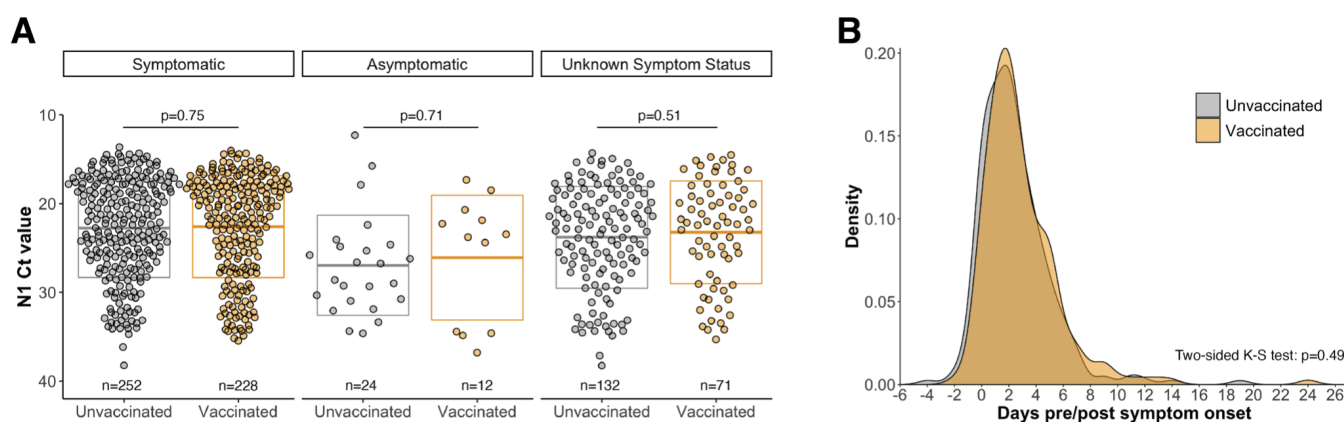 A
Symptomatic
Asymptomatic
Unknown Symptom Status
N1 Ct value
10
20
30
40
p=0.75
p=0.71
p=0.51
n=252
n=228
n=24
n=12
n=132
n=71
Unvaccinated
Vaccinated
Unvaccinated
Vaccinated
Unvaccinated
Vaccinated
B
Density
0.20
0.15
0.10
0.05
0.00
Unvaccinated
Vaccinated
Two-sided K-S test: p=0.49
-6 -4 -2 0 2 4 6 8 10 12 14 16 18 20 22 24 26
Days pre/post symptom onset